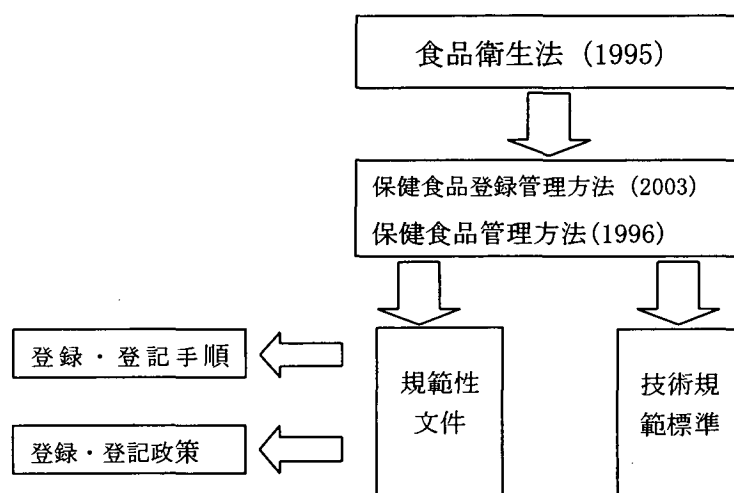 食品衛生法 (1995)
保健食品登録管理方法 (2003)
保健食品管理方法(1996)
登録・登記手順
規範性
文件
技術規
範標準
登録・登記政策